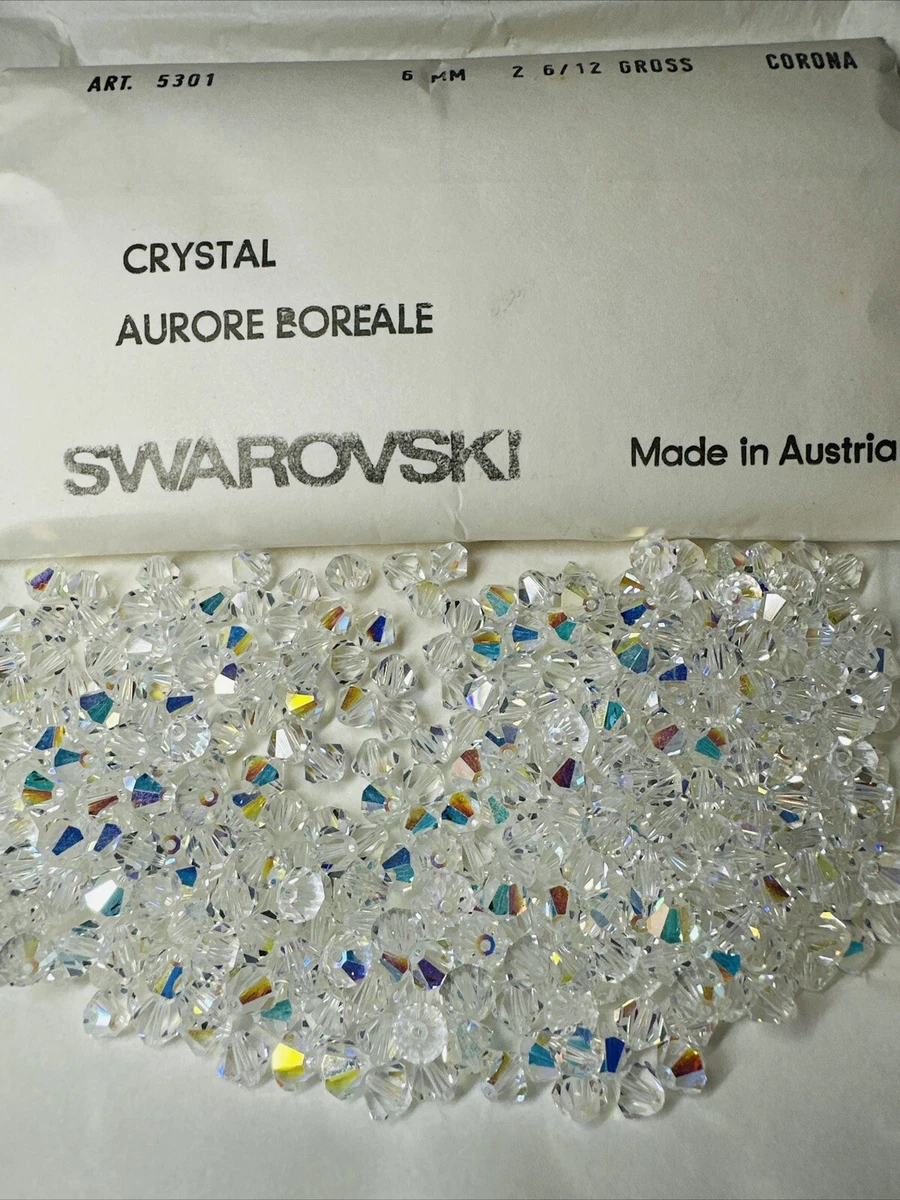 ART. 5301 6 MM 2 6/12 GROSS CORONA
CRYSTAL
AURORE BOREALE
SWAROVSKI Made in Austria